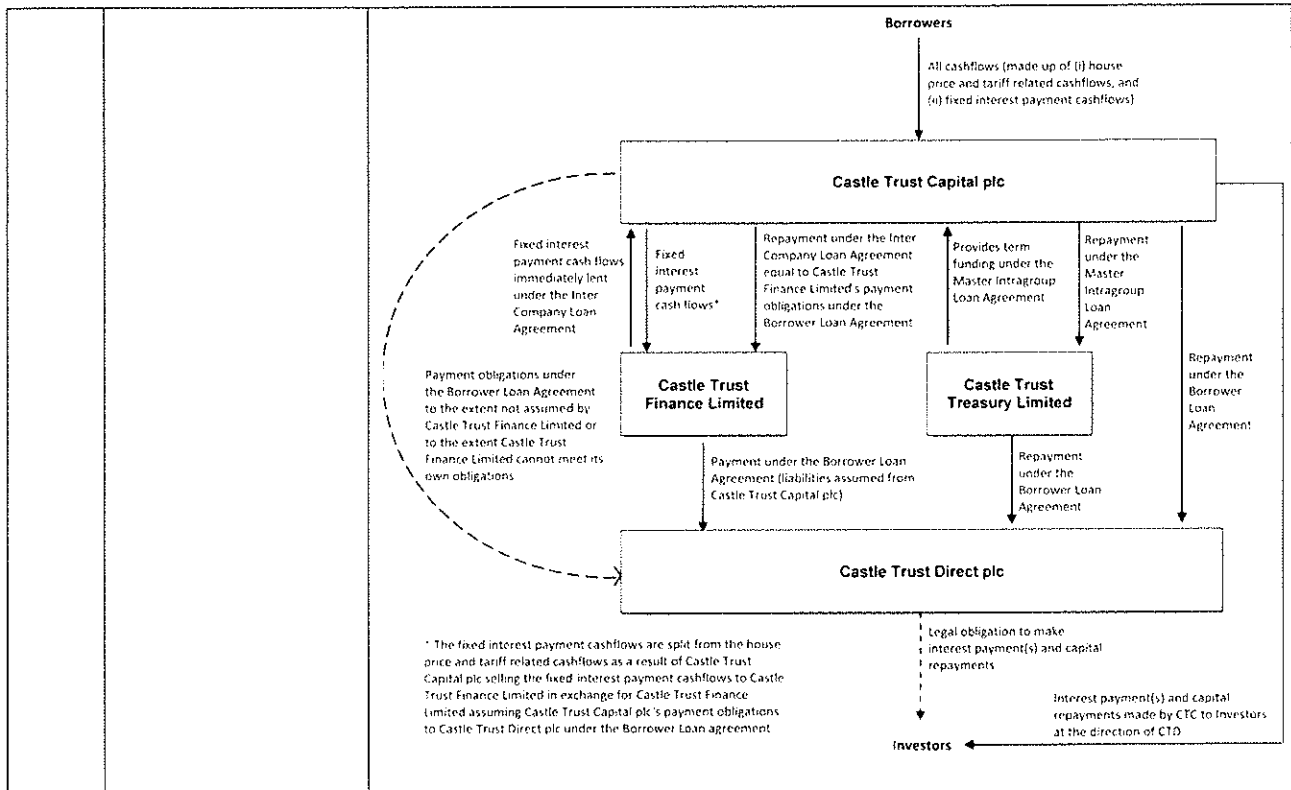 Borrowers
All cashflows (made up of (i) house
price and tariff related cashflows, and
(ii) fixed interest payment cashflows)
Castle Trust Capital plc
Fixed interest
payment cash flows
immediately lent
under the Inter
Company Loan
Agreement
Fixed
interest
payment
cash flows*
Repayment under the Inter
Company Loan Agreement
equal to Castle Trust
Finance Limited's payment
obligations under the
Borrower Loan Agreement
Provides term
funding under the
Master Intragroup
Loan Agreement
Repayment
under the
Master
Intragroup
Loan
Agreement
Repayment
under the
Borrower
Loan
Agreement
Castle Trust
Finance Limited
Castle Trust
Treasury Limited
Payment obligations under
the Borrower Loan Agreement
to the extent not assumed by
Castle Trust Finance Limited or
to the extent Castle Trust
Finance Limited cannot meet its
own obligations
Payment under the Borrower Loan
Agreement (liabilities assumed from
Castle Trust Capital plc)
Repayment
under the
Borrower Loan
Agreement
Castle Trust Direct plc
* The fixed interest payment cashflows are split from the house
price and tariff related cashflows as a result of Castle Trust
Capital plc selling the fixed interest payment cashflows to Castle
Trust Finance Limited in exchange for Castle Trust Finance
Limited assuming Castle Trust Capital plc's payment obligations
to Castle Trust Direct plc under the Borrower Loan agreement
Legal obligation to make
interest payment(s) and capital
repayments
Interest payment(s) and capital
repayments made by CTC to Investors
at the direction of CTD
Investors